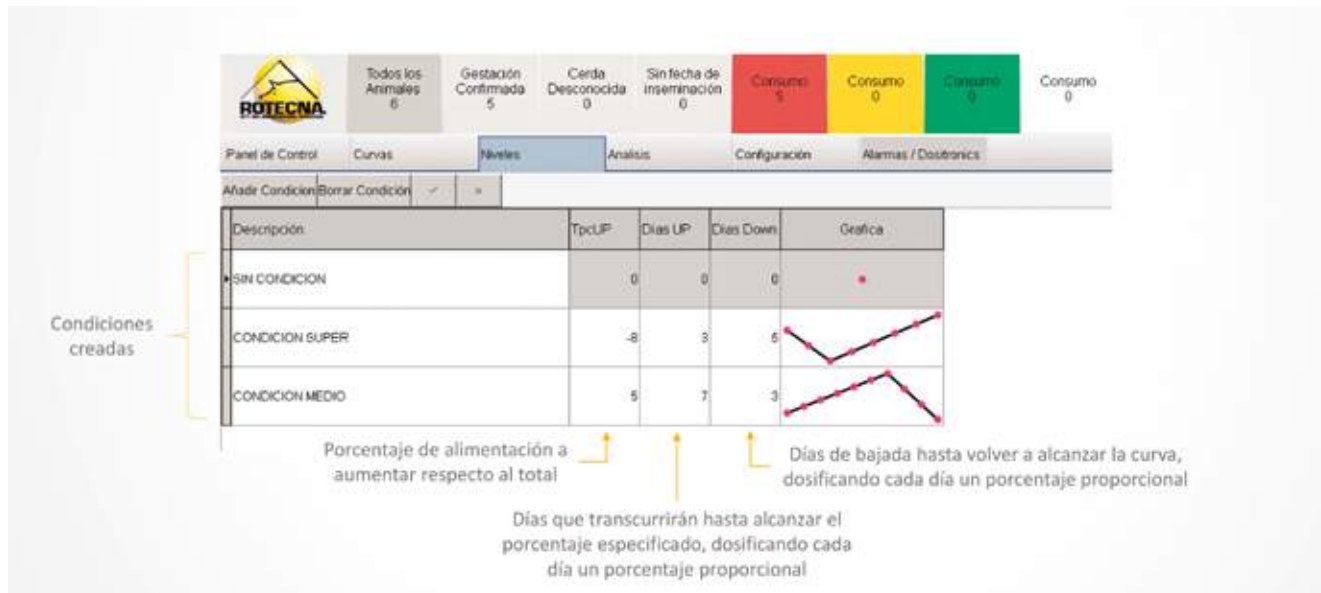 ROTECNA
Todos los Animales 6
Gestación Confirmada 5
Cerda Desconocida 0
Sin fecha de inseminación 0
Consumo 5
Consumo 0
Consumo 0
Consumo 0
Panel de Control
Curvas
Niveles
Analisis
Configuración
Alarmas / Dositronics
Añadir Condicion
Borrar Condición
Descripción
TpcUP
Dias UP
Dias Down
Grafica
SIN CONDICION 0 0 0
CONDICION SUPER -8 3 5
CONDICION MEDIO 5 7 3
Condiciones
creadas
Porcentaje de alimentación a
aumentar respecto al total
Días de bajada hasta volver a alcanzar la curva,
dosificando cada día un porcentaje proporcional
Días que transcurrirán hasta alcanzar el
porcentaje especificado, dosificando cada
día un porcentaje proporcional